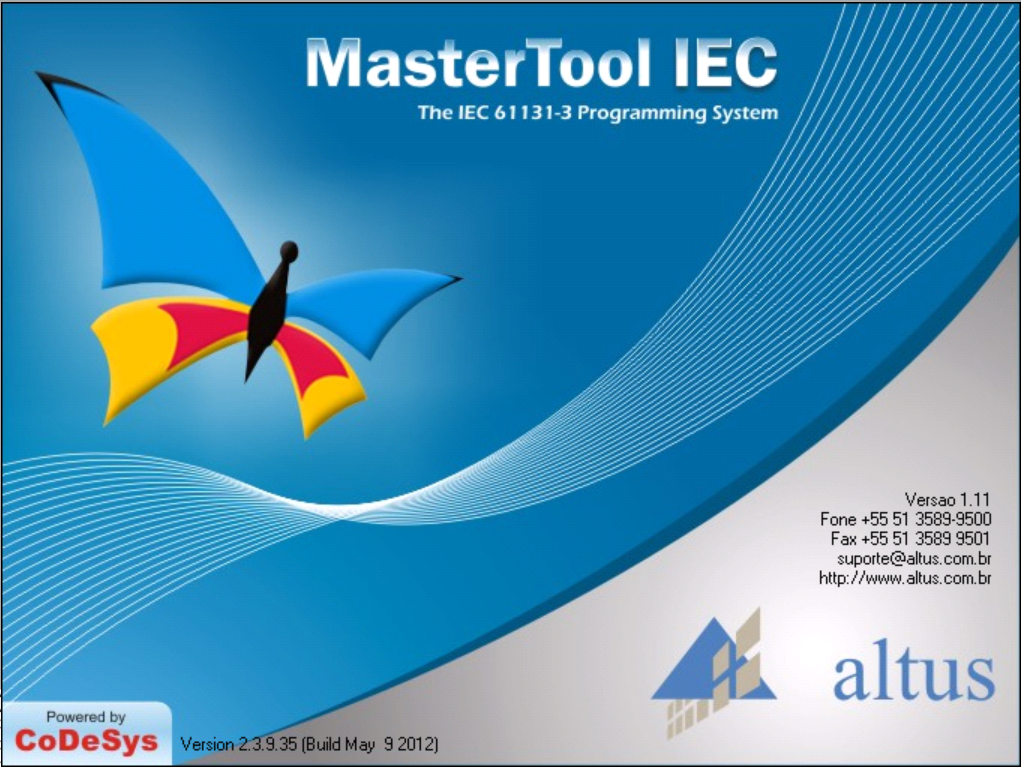 MasterTool IEC
The IEC 61131-3 Programming System
Versao 1.11
Fone +55 51 3589-9500
Fax +55 51 3589 9501
suporte@altus.com.br
http://www.altus.com.br
altus
Powered by
CoDeSys
Version 2.3.9.35 (Build May  9 2012)